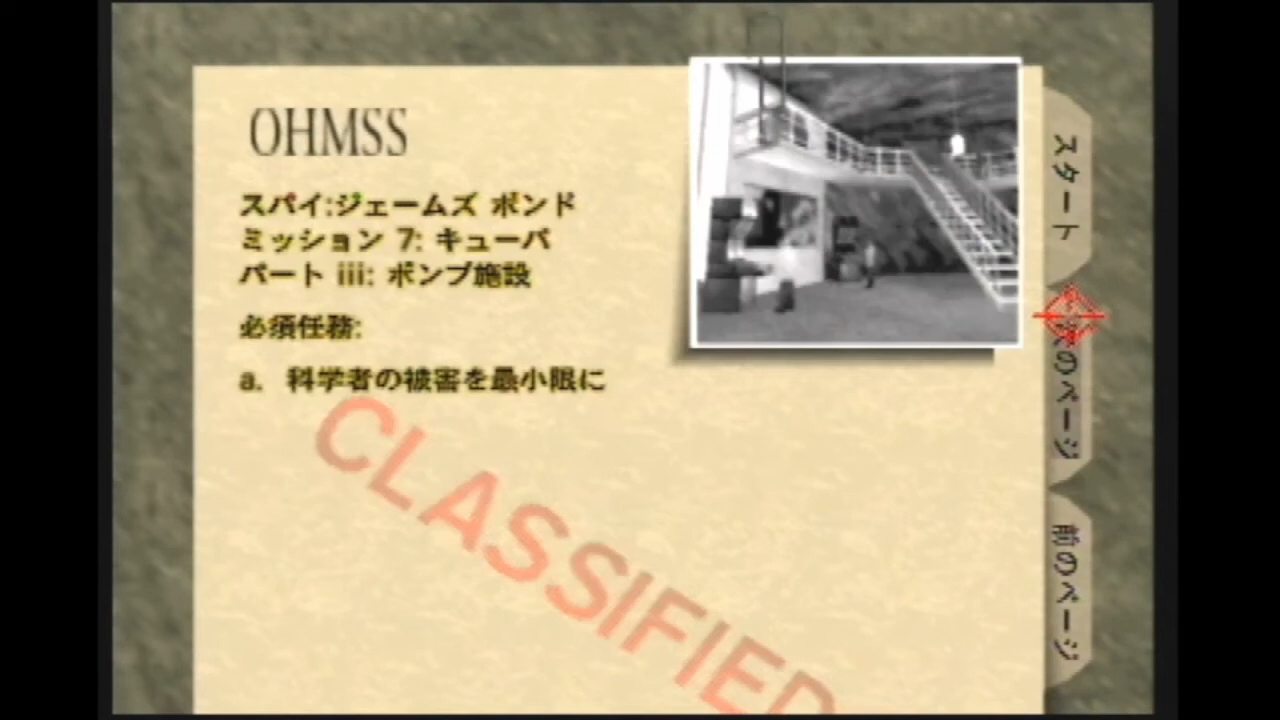 OHMSS
スパイ:ジェームズ ボンド
ミッション 7: キューバ
パート iii: ポンプ施設
必須任務:
a. 科学者の被害を最小限に
CLASSIFIED
スタート
次のページ
前のページ